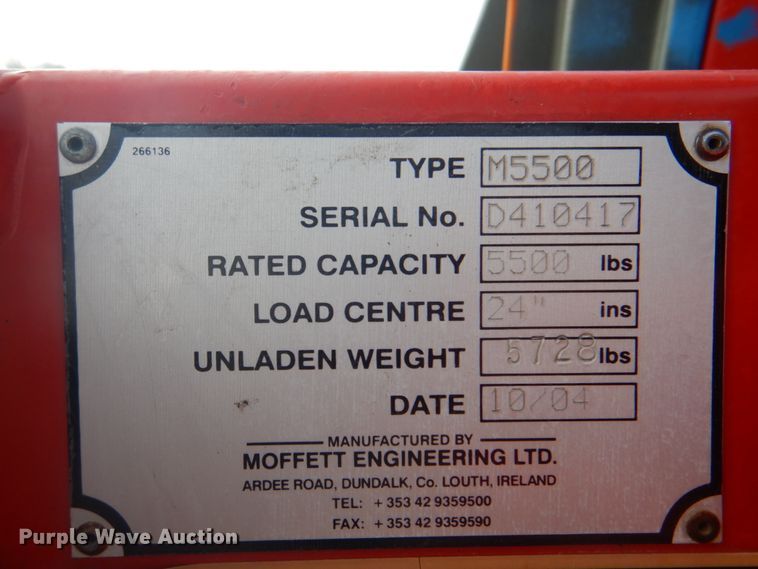 266136
TYPE M5500
SERIAL No. D410417
RATED CAPACITY 5500 lbs
LOAD CENTRE 24" ins
UNLADEN WEIGHT 5728 lbs
DATE 10/04
MANUFACTURED BY
MOFFETT ENGINEERING LTD.
ARDEE ROAD, DUNDALK, Co. LOUTH, IRELAND
TEL: + 353 42 9359500
FAX: + 353 42 9359590
Purple Wave Auction